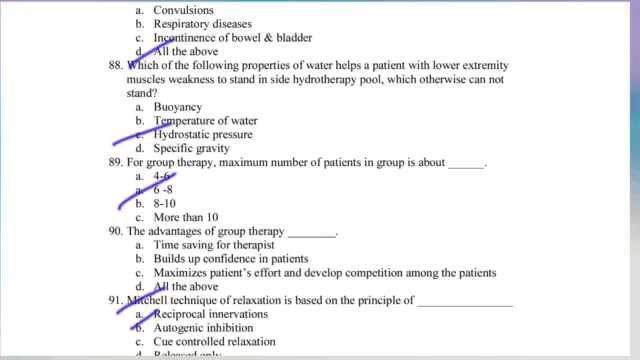 a. Convulsions
b. Respiratory diseases
c. Incontinence of bowel & bladder
d. All the above
88. Which of the following properties of water helps a patient with lower extremity
muscles weakness to stand in side hydrotherapy pool, which otherwise can not
stand?
a. Buoyancy
b. Temperature of water
c. Hydrostatic pressure
d. Specific gravity
89. For group therapy, maximum number of patients in group is about ______.
a. 4-6
a. 6 -8
b. 8-10
c. More than 10
90. The advantages of group therapy ________.
a. Time saving for therapist
b. Builds up confidence in patients
c. Maximizes patient's effort and develop competition among the patients
d. All the above
91. Mitchell technique of relaxation is based on the principle of ________________
a. Reciprocal innervations
b. Autogenic inhibition
c. Cue controlled relaxation
d. Released only